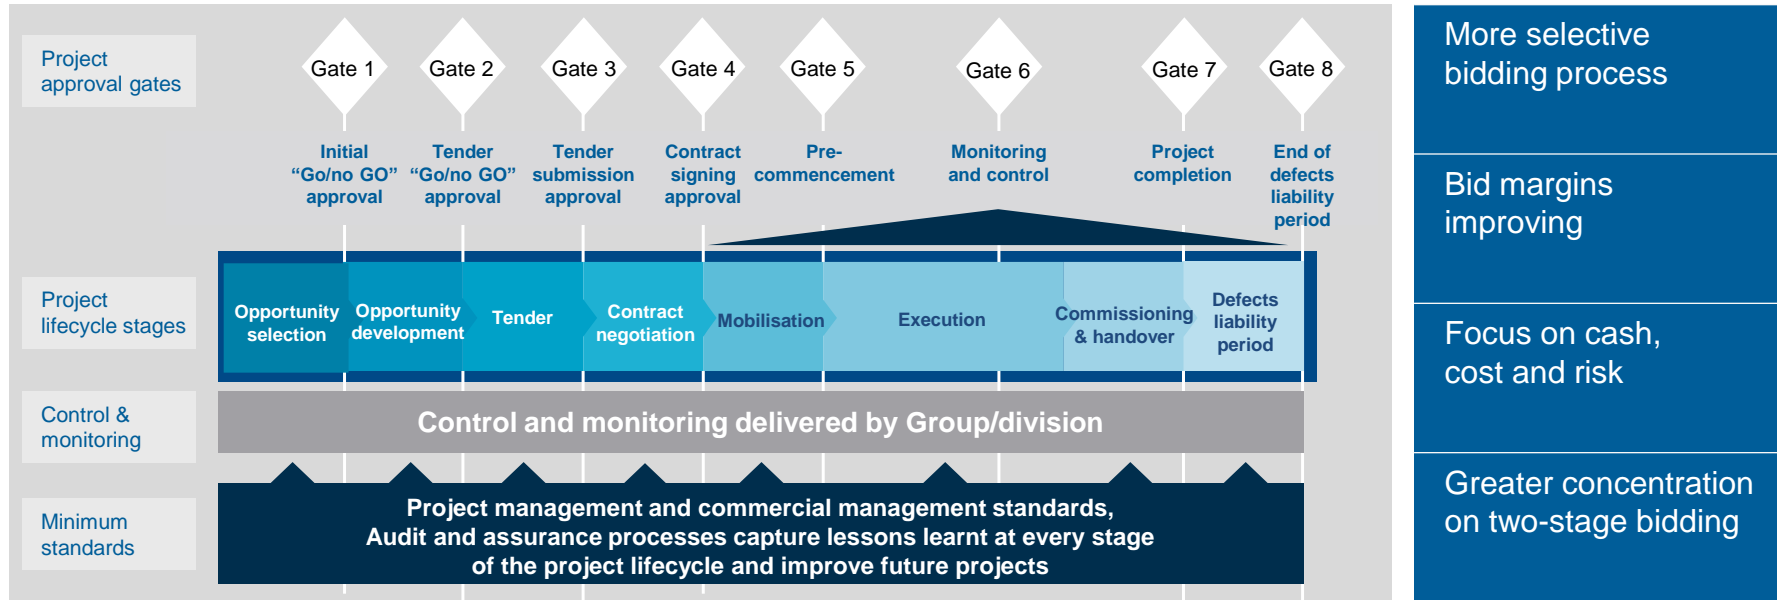 Project
approval gates
Gate 1
Gate 2
Gate 3
Gate 4
Gate 5
Gate 6
Gate 7
Gate 8
Initial
“Go/no GO”
approval
Tender
“Go/no GO”
approval
Tender
submission
approval
Contract
signing
approval
Pre-
commencement
Monitoring
and control
Project
completion
End of
defects
liability
period
Project
lifecycle stages
Opportunity
selection
Opportunity
development
Tender
Contract
negotiation
Mobilisation
Execution
Commissioning
& handover
Defects
liability
period
Control &
monitoring
Control and monitoring delivered by Group/division
Minimum
standards
Project management and commercial management standards,
Audit and assurance processes capture lessons learnt at every stage
of the project lifecycle and improve future projects
More selective
bidding process
Bid margins
improving
Focus on cash,
cost and risk
Greater concentration
on two-stage bidding